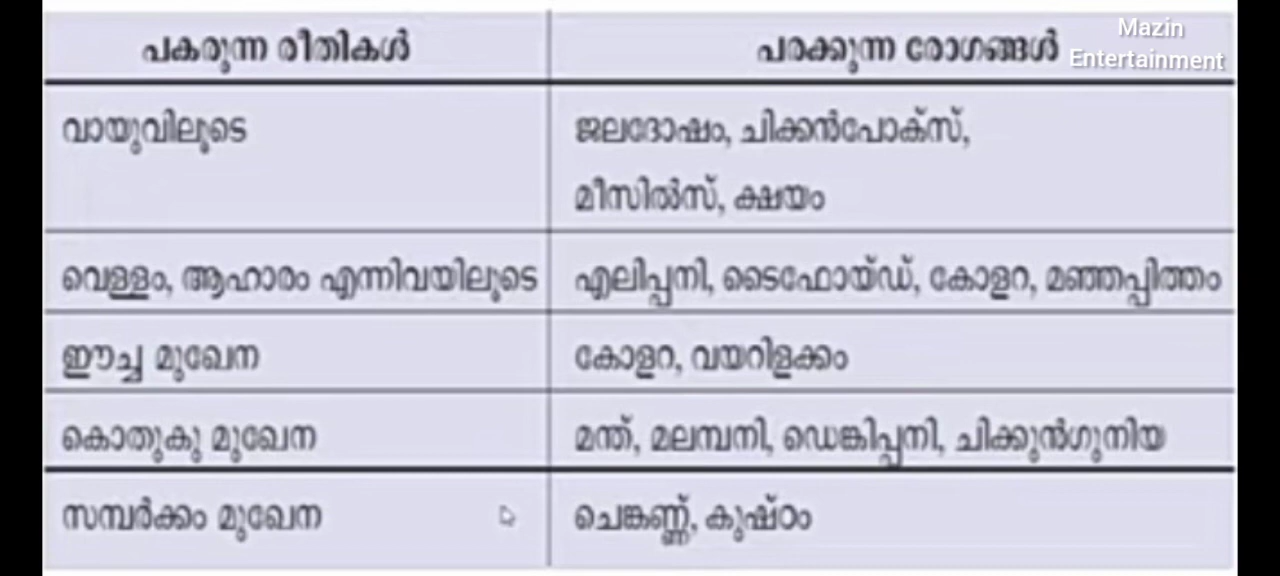 പകരുന്ന രീതികൾ
പരക്കുന്ന രോഗങ്ങൾ
Mazin
Entertainment
വായുവിലൂടെ
ജലദോഷം, ചിക്കൻപോക്സ്,
മീസിൽസ്, ക്ഷയം
വെള്ളം, ആഹാരം എന്നിവയിലൂടെ
എലിപ്പനി, ടൈഫോയ്ഡ്, കോളറ, മഞ്ഞപ്പിത്തം
ഈച്ച മുഖേന
കോളറ, വയറിളക്കം
കൊതുകു മുഖേന
മന്ത്, മലമ്പനി, ഡെങ്കിപ്പനി, ചിക്കുൻഗുനിയ
സമ്പർക്കം മുഖേന
ചെങ്കണ്ണ്, കുഷ്ഠം